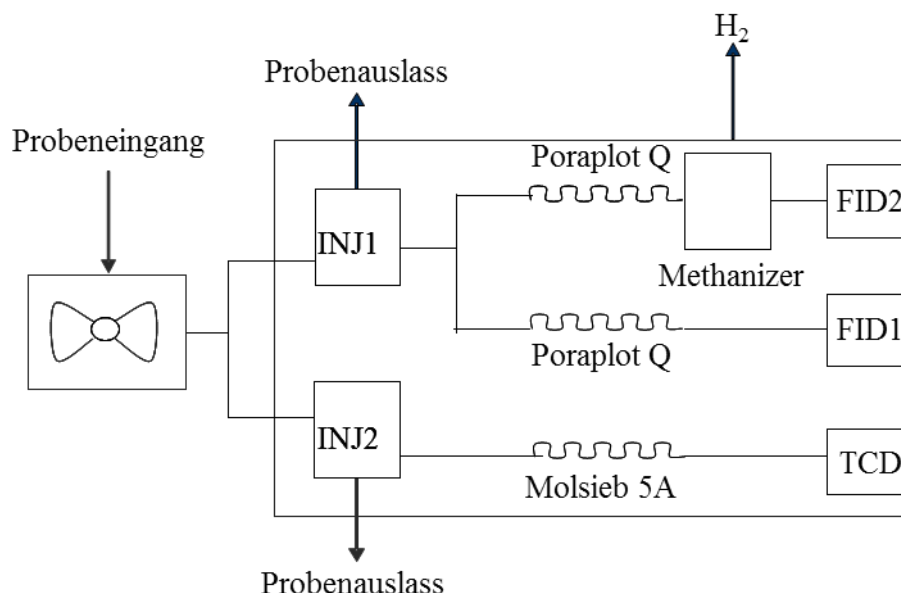 H₂
Probenauslass
Probeneingang
Poraplot Q
INJ1
FID2
Methanizer
FID1
Poraplot Q
INJ2
TCD
Molsieb 5A
Probenauslass